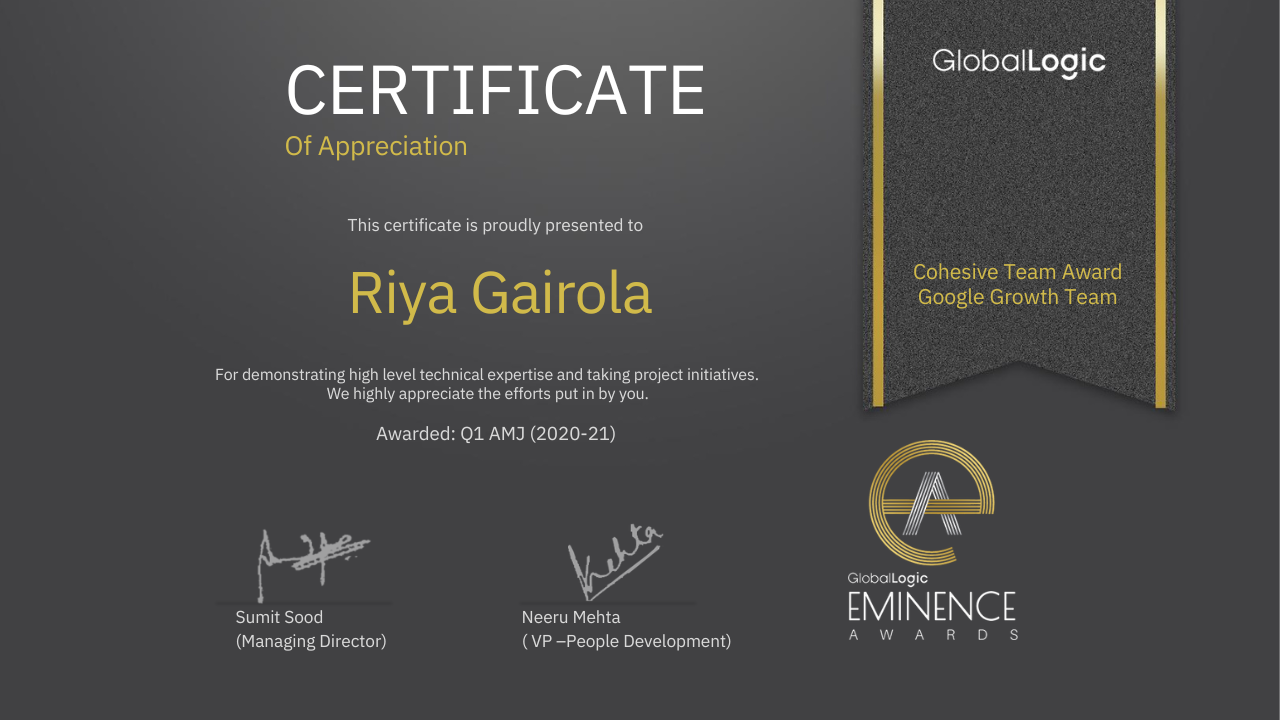 CERTIFICATE
Of Appreciation
This certificate is proudly presented to
Riya Gairola
For demonstrating high level technical expertise and taking project initiatives.
We highly appreciate the efforts put in by you.
Awarded: Q1 AMJ (2020-21)
Sumit Sood
(Managing Director)
Kehta
Neeru Mehta
( VP –People Development)
GlobalLogic
Cohesive Team Award
Google Growth Team
GlobalLogic
EMINENCE
AWARDS